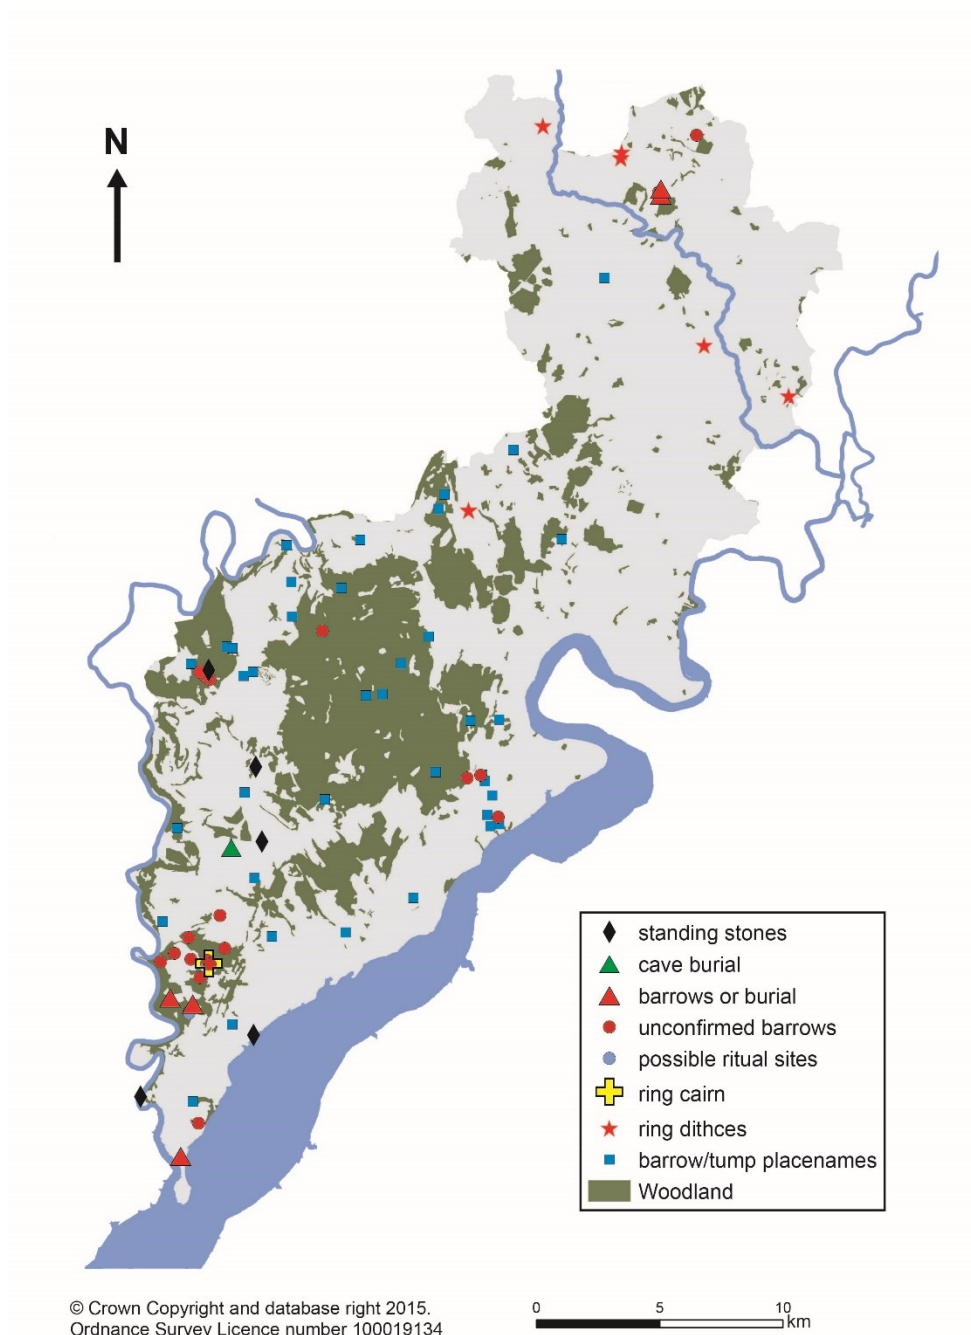 N
standing stones
cave burial
barrows or burial
unconfirmed barrows
possible ritual sites
ring cairn
ring dithces
barrow/tump placenames
Woodland
© Crown Copyright and database right 2015.
Ordnance Survey Licence number 100019134
0 5 10
km